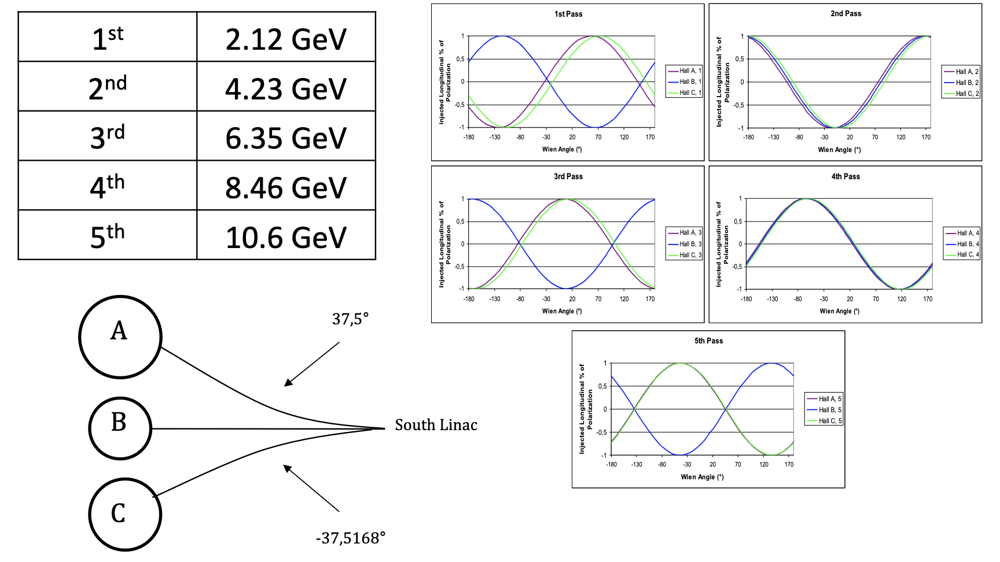 1st 2.12 GeV
2nd 4.23 GeV
3rd 6.35 GeV
4th 8.46 GeV
5th 10.6 GeV
1st Pass
Injected Longitudinal % of
Polarization
1
0,5
0
-0,5
-1
-180 -130 -80 -30 20 70 120 170
Wien Angle (°)
Hall A, 1
Hall B, 1
Hall C, 1
2nd Pass
Injected Longitudinal % of
Polarization
1
0,5
0
-0,5
-1
-180 -130 -80 -30 20 70 120 170
Wien Angle (°)
Hall A, 2
Hall B, 2
Hall C, 2
3rd Pass
Injected Longitudinal % of
Polarization
1
0,5
0
-0,5
-1
-180 -130 -80 -30 20 70 120 170
Wien Angle (°)
Hall A, 3
Hall B, 3
Hall C, 3
4th Pass
Injected Longitudinal % of
Polarization
1
0,5
0
-0,5
-1
-180 -130 -80 -30 20 70 120 170
Wien Angle (°)
Hall A, 4
Hall B, 4
Hall C, 4
5th Pass
Injected Longitudinal % of
Polarization
1
0,5
0
-0,5
-1
-180 -130 -80 -30 20 70 120 170
Wien Angle (°)
Hall A, 5
Hall B, 5
Hall C, 5
A
37,5°
B
South Linac
C
-37,5168°